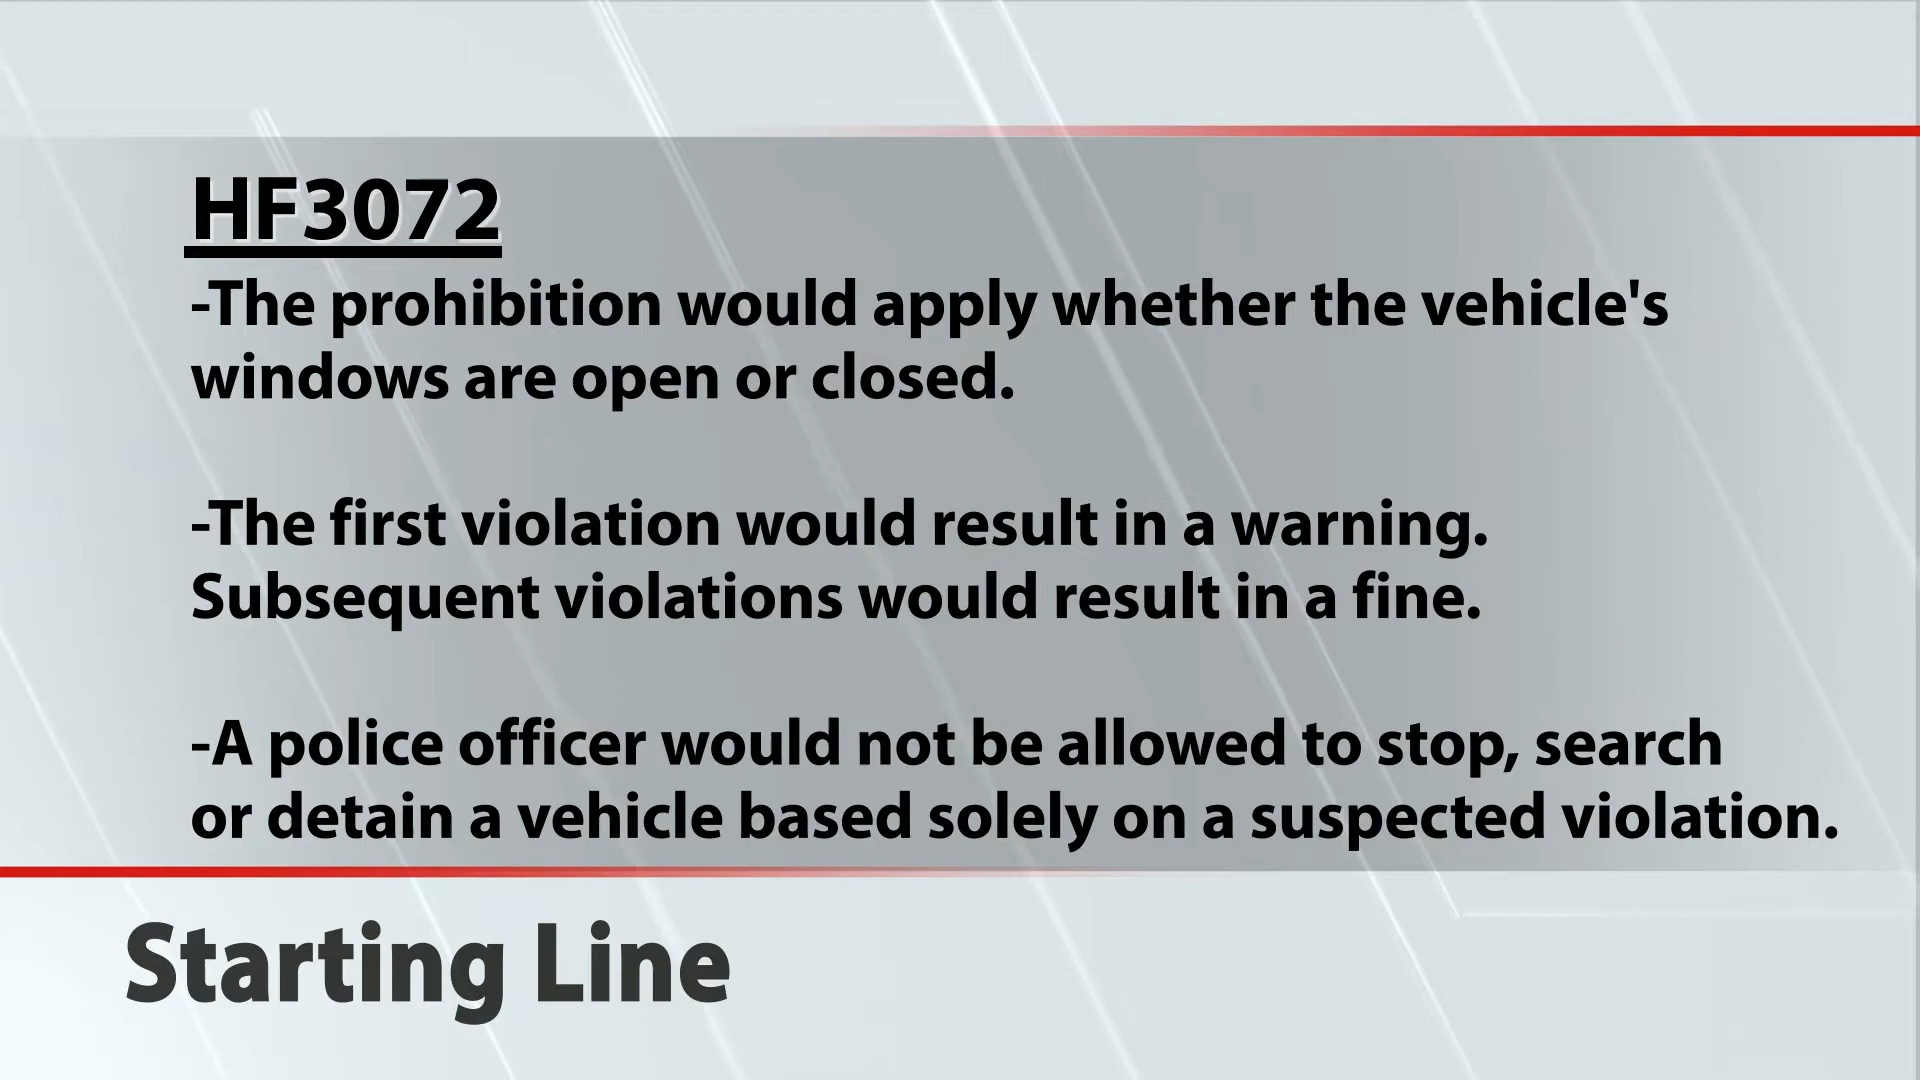 HF3072
-The prohibition would apply whether the vehicle's
windows are open or closed.
-The first violation would result in a warning.
Subsequent violations would result in a fine.
-A police officer would not be allowed to stop, search
or detain a vehicle based solely on a suspected violation.
Starting Line